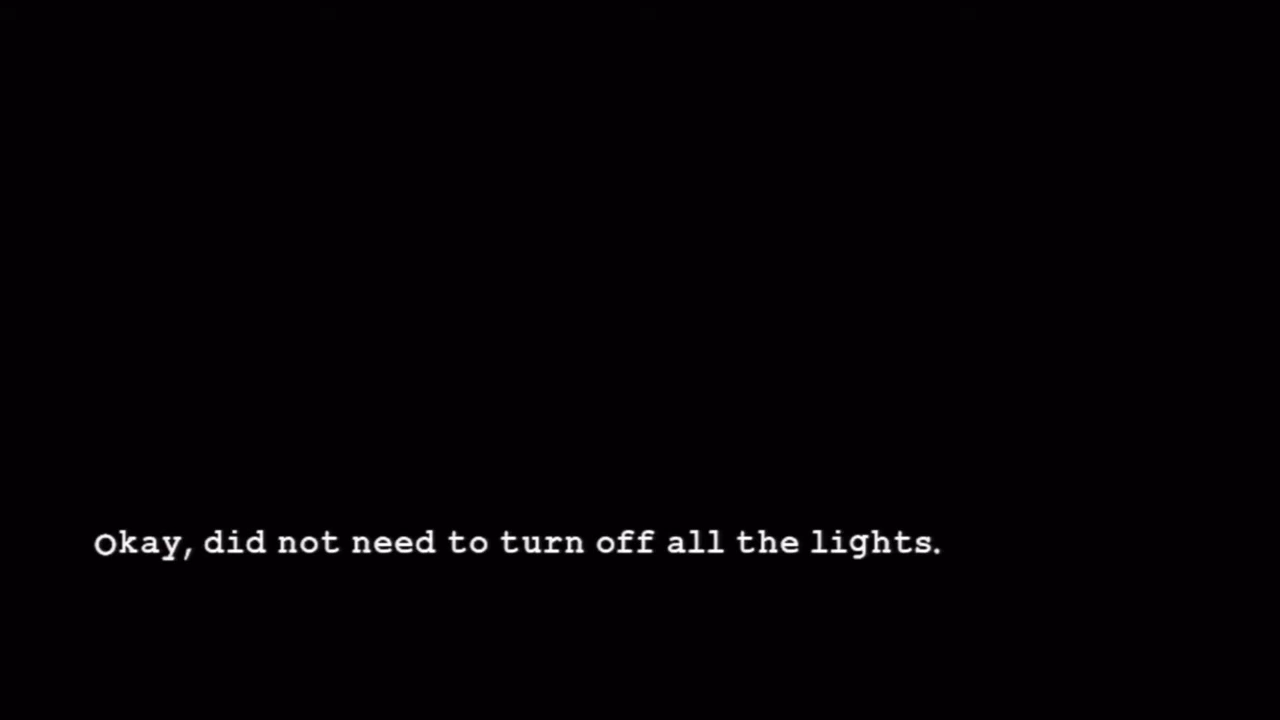 Okay, did not need to turn off all the lights.